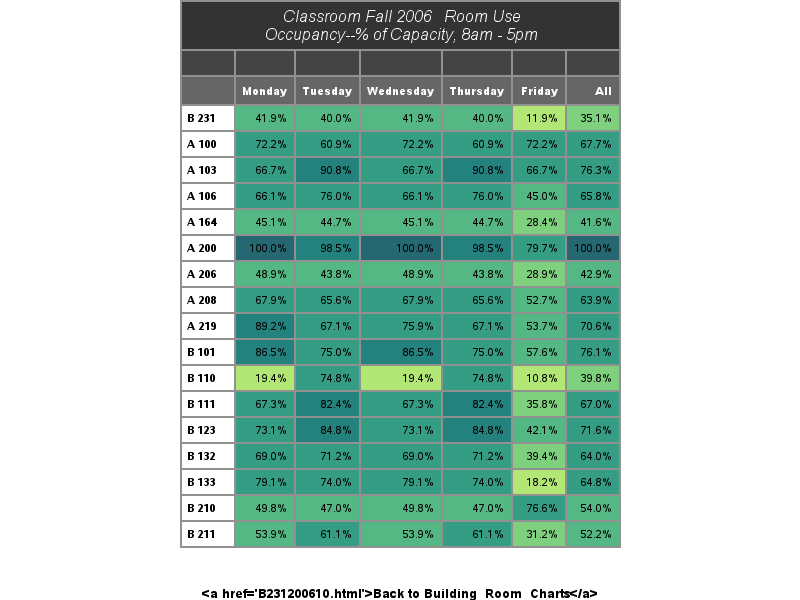 Classroom Fall 2006 Room Use
Occupancy--% of Capacity, 8am - 5pm
Monday Tuesday Wednesday Thursday Friday All
B 231 41.9% 40.0% 41.9% 40.0% 11.9% 35.1%
A 100 72.2% 60.9% 72.2% 60.9% 72.2% 67.7%
A 103 66.7% 90.8% 66.7% 90.8% 66.7% 76.3%
A 106 66.1% 76.0% 66.1% 76.0% 45.0% 65.8%
A 164 45.1% 44.7% 45.1% 44.7% 28.4% 41.6%
A 200 100.0% 98.5% 100.0% 98.5% 79.7% 100.0%
A 206 48.9% 43.8% 48.9% 43.8% 28.9% 42.9%
A 208 67.9% 65.6% 67.9% 65.6% 52.7% 63.9%
A 219 89.2% 67.1% 75.9% 67.1% 53.7% 70.6%
B 101 86.5% 75.0% 86.5% 75.0% 57.6% 76.1%
B 110 19.4% 74.8% 19.4% 74.8% 10.8% 39.8%
B 111 67.3% 82.4% 67.3% 82.4% 35.8% 67.0%
B 123 73.1% 84.8% 73.1% 84.8% 42.1% 71.6%
B 132 69.0% 71.2% 69.0% 71.2% 39.4% 64.0%
B 133 79.1% 74.0% 79.1% 74.0% 18.2% 64.8%
B 210 49.8% 47.0% 49.8% 47.0% 76.6% 54.0%
B 211 53.9% 61.1% 53.9% 61.1% 31.2% 52.2%
<a href='B231200610.html'>Back to Building_Room_Charts</a>